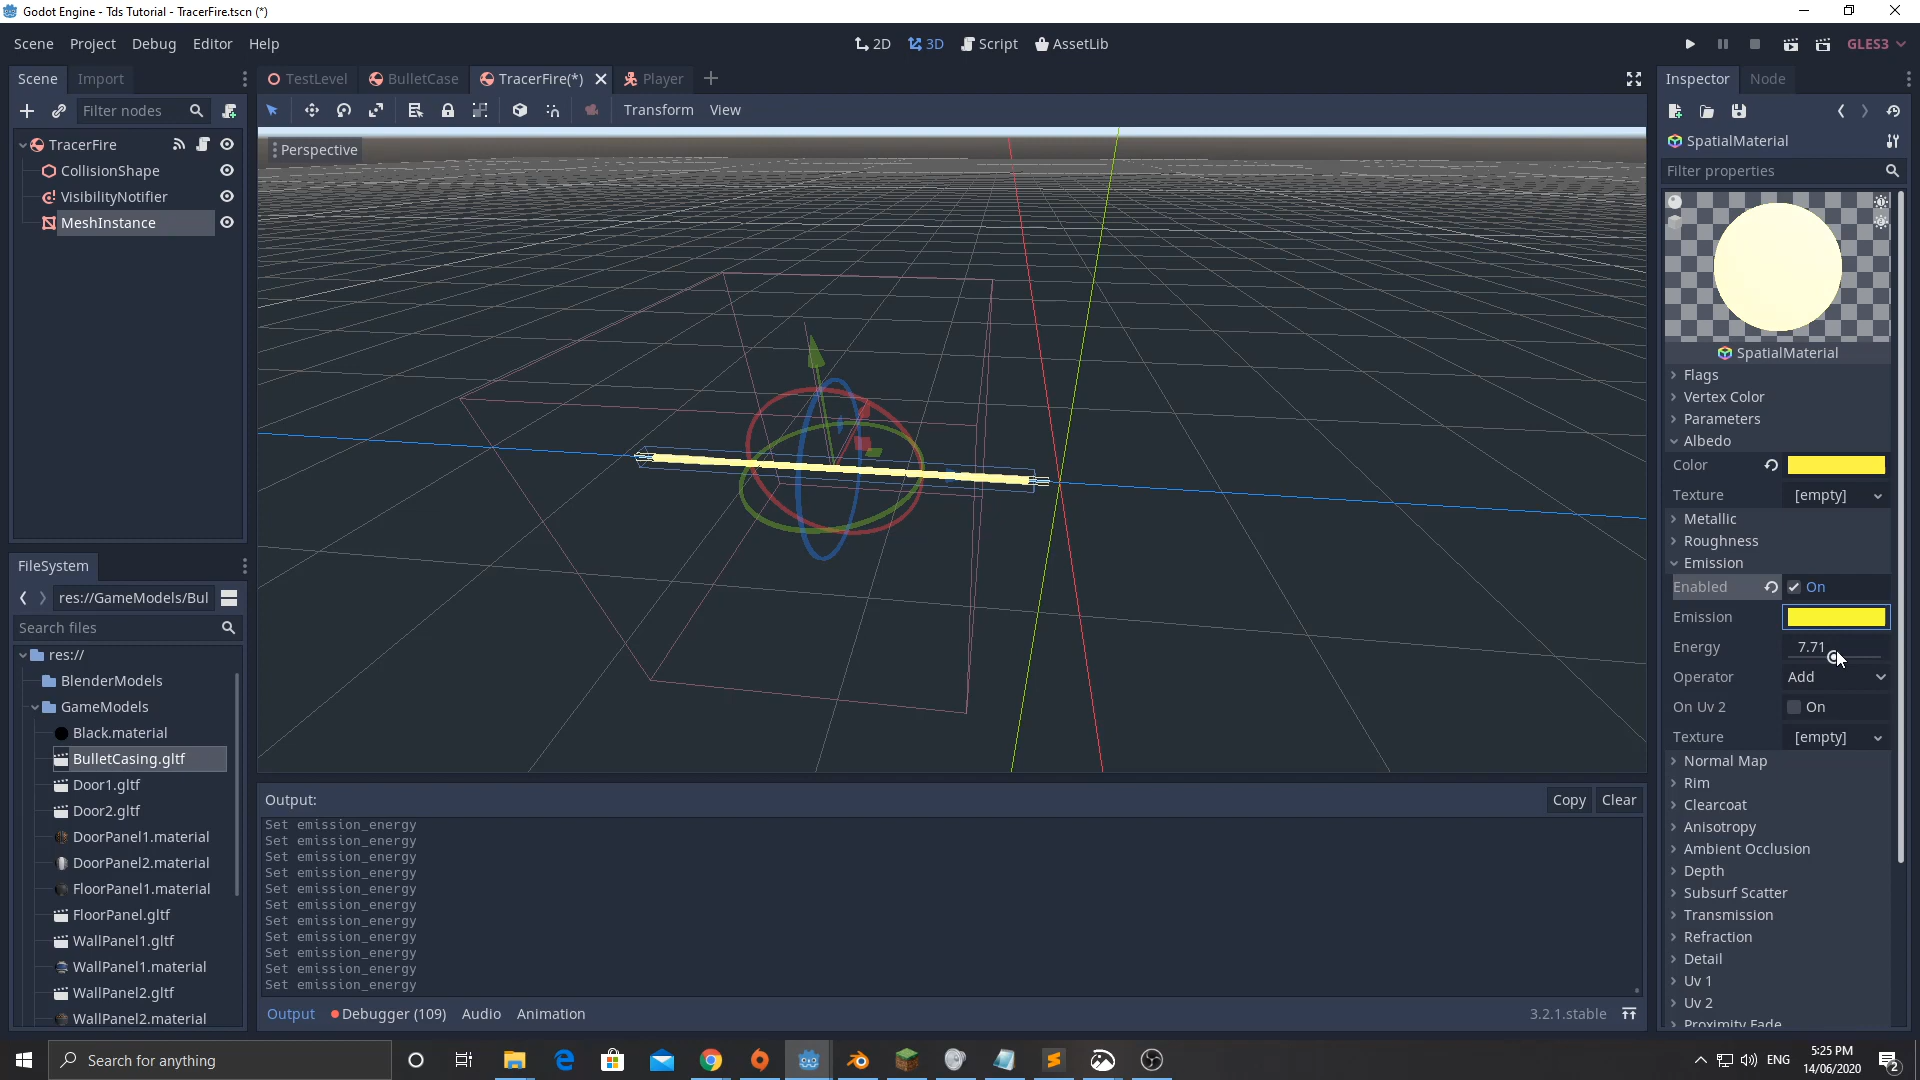 Godot Engine - Tds Tutorial - TracerFire.tscn (*)
Scene Project Debug Editor Help
2D 3D Script AssetLib
GLES3
Scene Import
TestLevel BulletCase TracerFire(*) Player
Inspector Node
Filter nodes
Transform View
TracerFire
CollisionShape
VisibilityNotifier
MeshInstance
Perspective
SpatialMaterial
Filter properties
SpatialMaterial
Flags
Vertex Color
Parameters
Albedo
Color
Texture [empty]
Metallic
Roughness
Emission
Enabled On
Emission
Energy 7.71
Operator Add
On Uv 2 On
Texture [empty]
Normal Map
Rim
Clearcoat
Anisotropy
Ambient Occlusion
Depth
Subsurf Scatter
Transmission
Refraction
Detail
Uv 1
Uv 2
Proximity Fade
FileSystem
res://GameModels/Bul
Search files
res://
BlenderModels
GameModels
Black.material
BulletCasing.gltf
Door1.gltf
Door2.gltf
DoorPanel1.material
DoorPanel2.material
FloorPanel1.material
FloorPanel.gltf
WallPanel1.gltf
WallPanel1.material
WallPanel2.gltf
WallPanel2.material
Output:
Copy Clear
Set emission_energy
Set emission_energy
Set emission_energy
Set emission_energy
Set emission_energy
Set emission_energy
Set emission_energy
Set emission_energy
Set emission_energy
Set emission_energy
Set emission_energy
Output Debugger (109) Audio Animation
3.2.1.stable
Search for anything
ENG
5:25 PM
14/06/2020
2